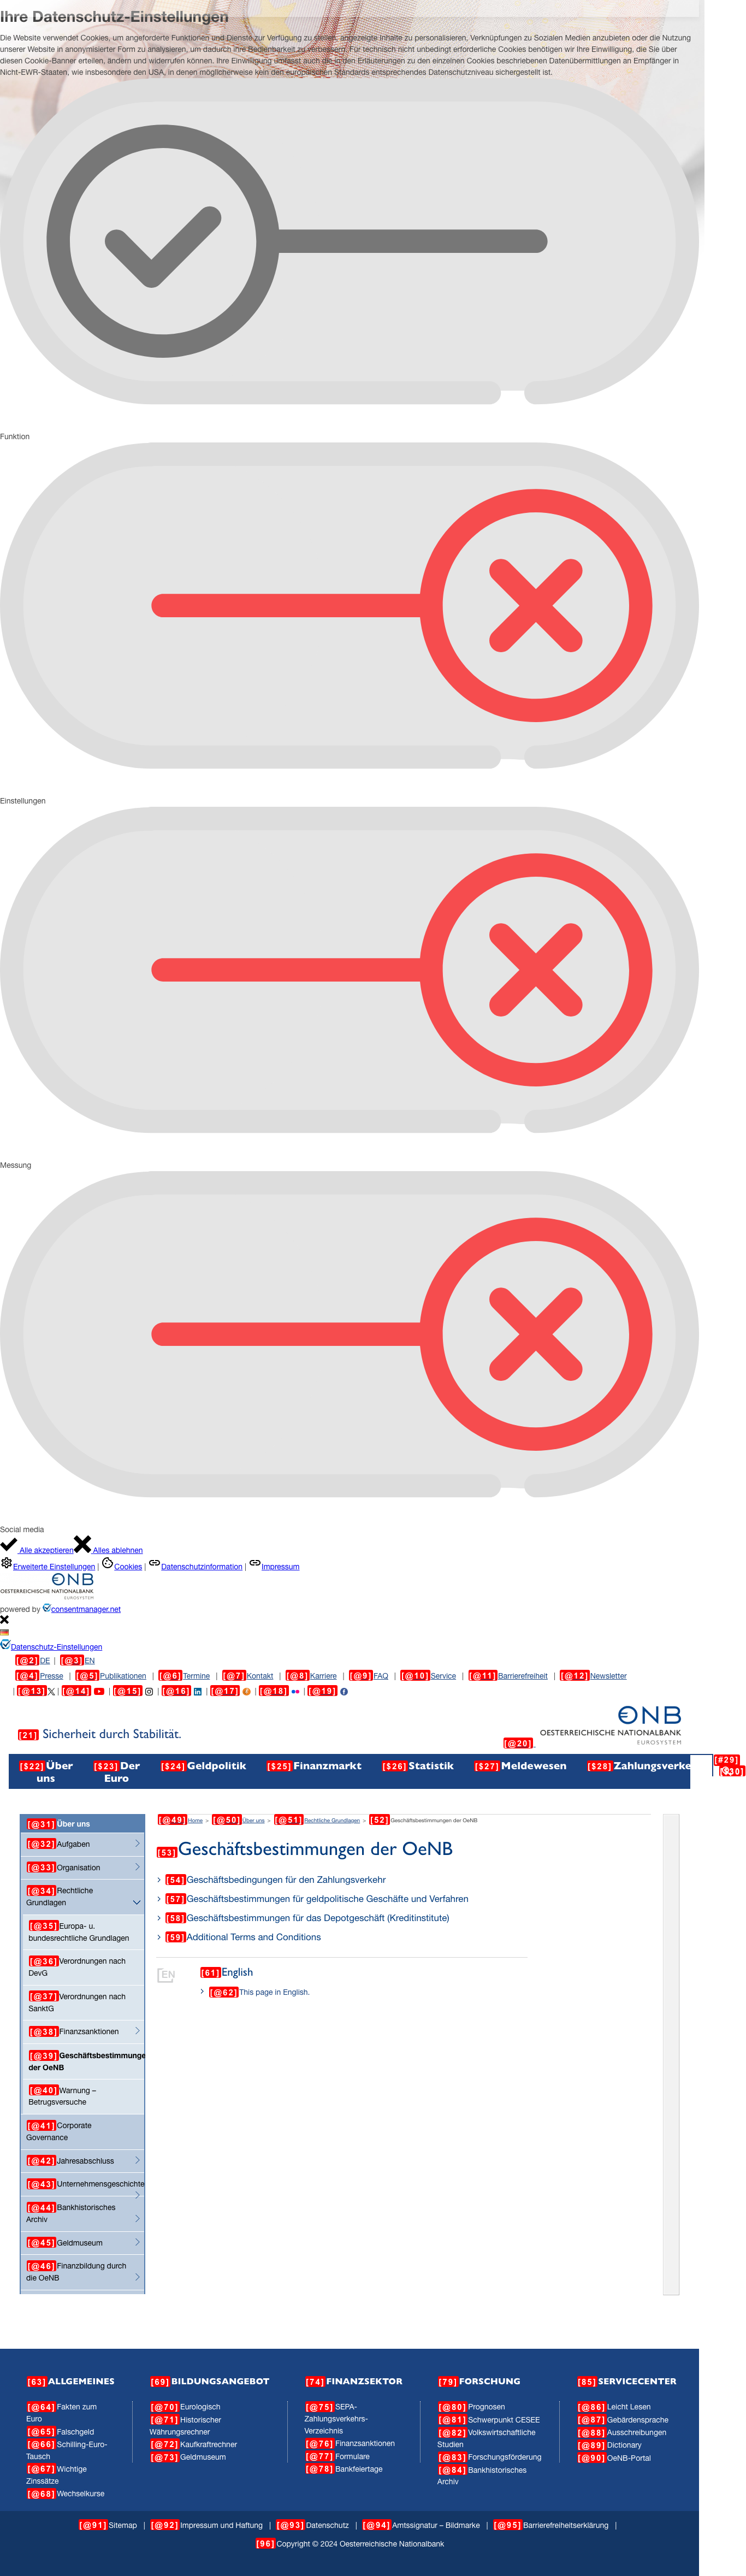 Ihre Datenschutz-Einstellungen
Die Website verwendet Cookies, um angeforderte Funktionen und Dienste zur Verfügung zu stellen, angezeigte Inhalte zu personalisieren, Verknüpfungen zu Sozialen Medien anzubieten oder die Nutzung
unserer Website in anonymisierter Form zu analysieren, um dadurch ihre Bedienbarkeit zu verbessern. Für technisch nicht unbedingt erforderliche Cookies benötigen wir Ihre Einwilligung, die Sie über
diesen Cookie-Banner erteilen, ändern und widerrufen können. Ihre Einwilligung umfasst auch die in den Erläuterungen zu den einzelnen Cookies beschriebenen Datenübermittlungen an Empfänger in
Nicht-EWR-Staaten, wie insbesondere den USA, in denen möglicherweise kein den europäischen Standards entsprechendes Datenschutzniveau sichergestellt ist.
Funktion
Einstellungen
Messung
Social media
Alle akzeptieren Alles ablehnen
Erweiterte Einstellungen | Cookies | Datenschutzinformation | Impressum
ŒNB
OESTERREICHISCHE NATIONALBANK
EUROSYSTEM
powered by consentmanager.net
Datenschutz-Einstellungen
[@2]DE | [@3]EN
[@4]Presse | [@5]Publikationen | [@6]Termine | [@7]Kontakt | [@8]Karriere | [@9]FAQ | [@10]Service | [@11]Barrierefreiheit | [@12]Newsletter
| [@13] | [@14] | [@15] | [@16] | [@17] | [@18] | [@19]
[21] Sicherheit durch Stabilität.
[@20]
ŒNB
OESTERREICHISCHE NATIONALBANK
EUROSYSTEM
[$22]Über uns [$23]Der Euro [$24]Geldpolitik [$25]Finanzmarkt [$26]Statistik [$27]Meldewesen [$28]Zahlungsverke [#29]
[$30]
[@31]Über uns
[@32]Aufgaben
[@33]Organisation
[@34]Rechtliche
Grundlagen
[@35]Europa- u.
bundesrechtliche Grundlagen
[@36]Verordnungen nach
DevG
[@37]Verordnungen nach
SanktG
[@38]Finanzsanktionen
[@39]Geschäftsbestimmunge
der OeNB
[@40]Warnung –
Betrugsversuche
[@41]Corporate
Governance
[@42]Jahresabschluss
[@43]Unternehmensgeschichte
[@44]Bankhistorisches
Archiv
[@45]Geldmuseum
[@46]Finanzbildung durch
die OeNB
[@49]Home > [@50]Über uns > [@51]Rechtliche Grundlagen > [52]Geschäftsbestimmungen der OeNB
[53]Geschäftsbestimmungen der OeNB
[54]Geschäftsbedingungen für den Zahlungsverkehr
[57]Geschäftsbestimmungen für geldpolitische Geschäfte und Verfahren
[58]Geschäftsbestimmungen für das Depotgeschäft (Kreditinstitute)
[59]Additional Terms and Conditions
EN
[61]English
[@62]This page in English.
[63]ALLGEMEINES
[@64]Fakten zum
Euro
[@65]Falschgeld
[@66]Schilling-Euro-
Tausch
[@67]Wichtige
Zinssätze
[@68]Wechselkurse
[69]BILDUNGSANGEBOT
[@70]Eurologisch
[@71]Historischer
Währungsrechner
[@72]Kaufkraftrechner
[@73]Geldmuseum
[74]FINANZSEKTOR
[@75]SEPA-
Zahlungsverkehrs-
Verzeichnis
[@76]Finanzsanktionen
[@77]Formulare
[@78]Bankfeiertage
[79]FORSCHUNG
[@80]Prognosen
[@81]Schwerpunkt CESEE
[@82]Volkswirtschaftliche
Studien
[@83]Forschungsförderung
[@84]Bankhistorisches
Archiv
[85]SERVICECENTER
[@86]Leicht Lesen
[@87]Gebärdensprache
[@88]Ausschreibungen
[@89]Dictionary
[@90]OeNB-Portal
[@91]Sitemap | [@92]Impressum und Haftung | [@93]Datenschutz | [@94]Amtssignatur – Bildmarke | [@95]Barrierefreiheitserklärung |
[96]Copyright © 2024 Oesterreichische Nationalbank